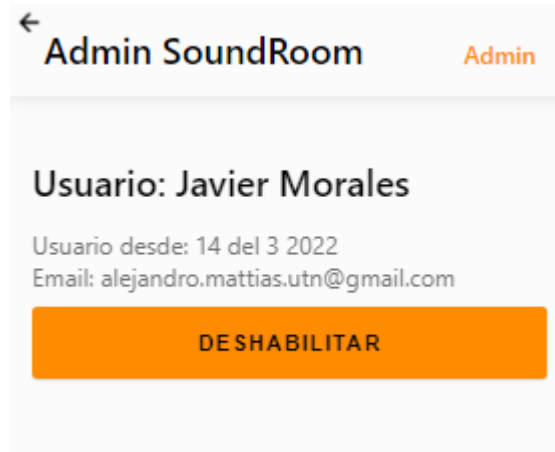 Admin SoundRoom
Admin
Usuario: Javier Morales
Usuario desde: 14 del 3 2022
Email: alejandro.mattias.utn@gmail.com
DESHABILITAR